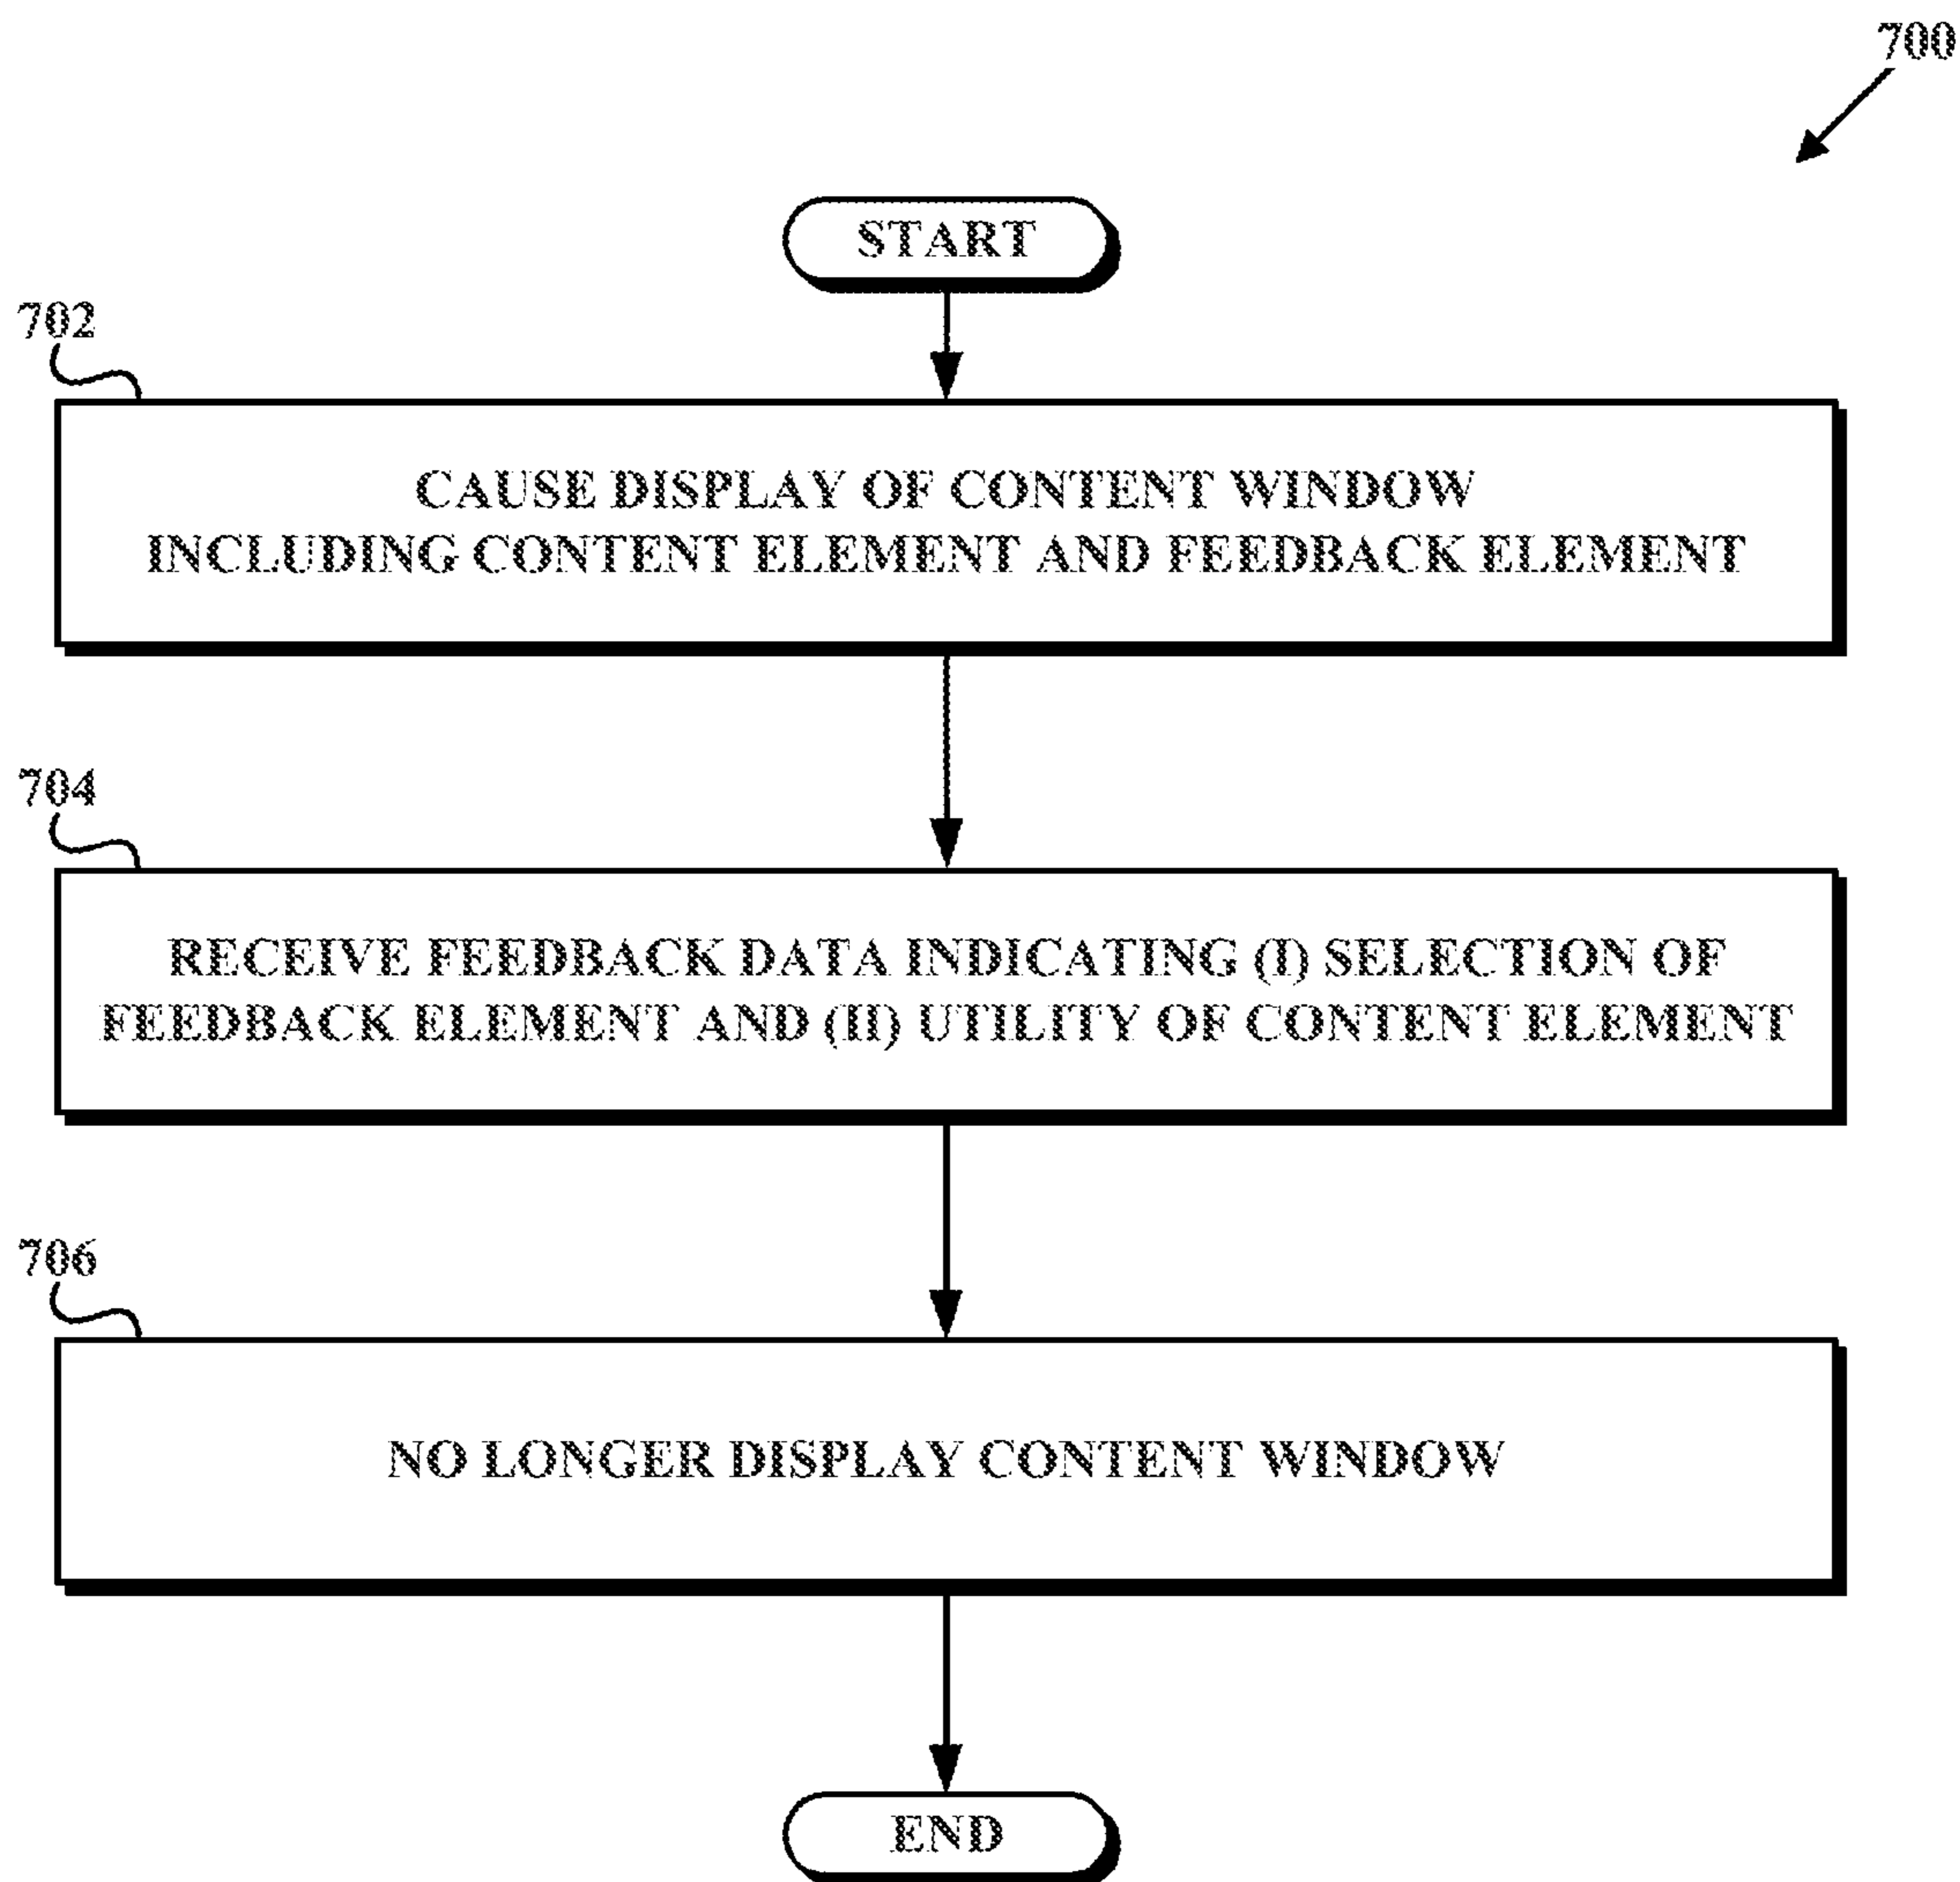 700
START
702
CAUSE DISPLAY OF CONTENT WINDOW
INCLUDING CONTENT ELEMENT AND FEEDBACK ELEMENT
704
RECEIVE FEEDBACK DATA INDICATING (I) SELECTION OF
FEEDBACK ELEMENT AND (II) UTILITY OF CONTENT ELEMENT
706
NO LONGER DISPLAY CONTENT WINDOW
END